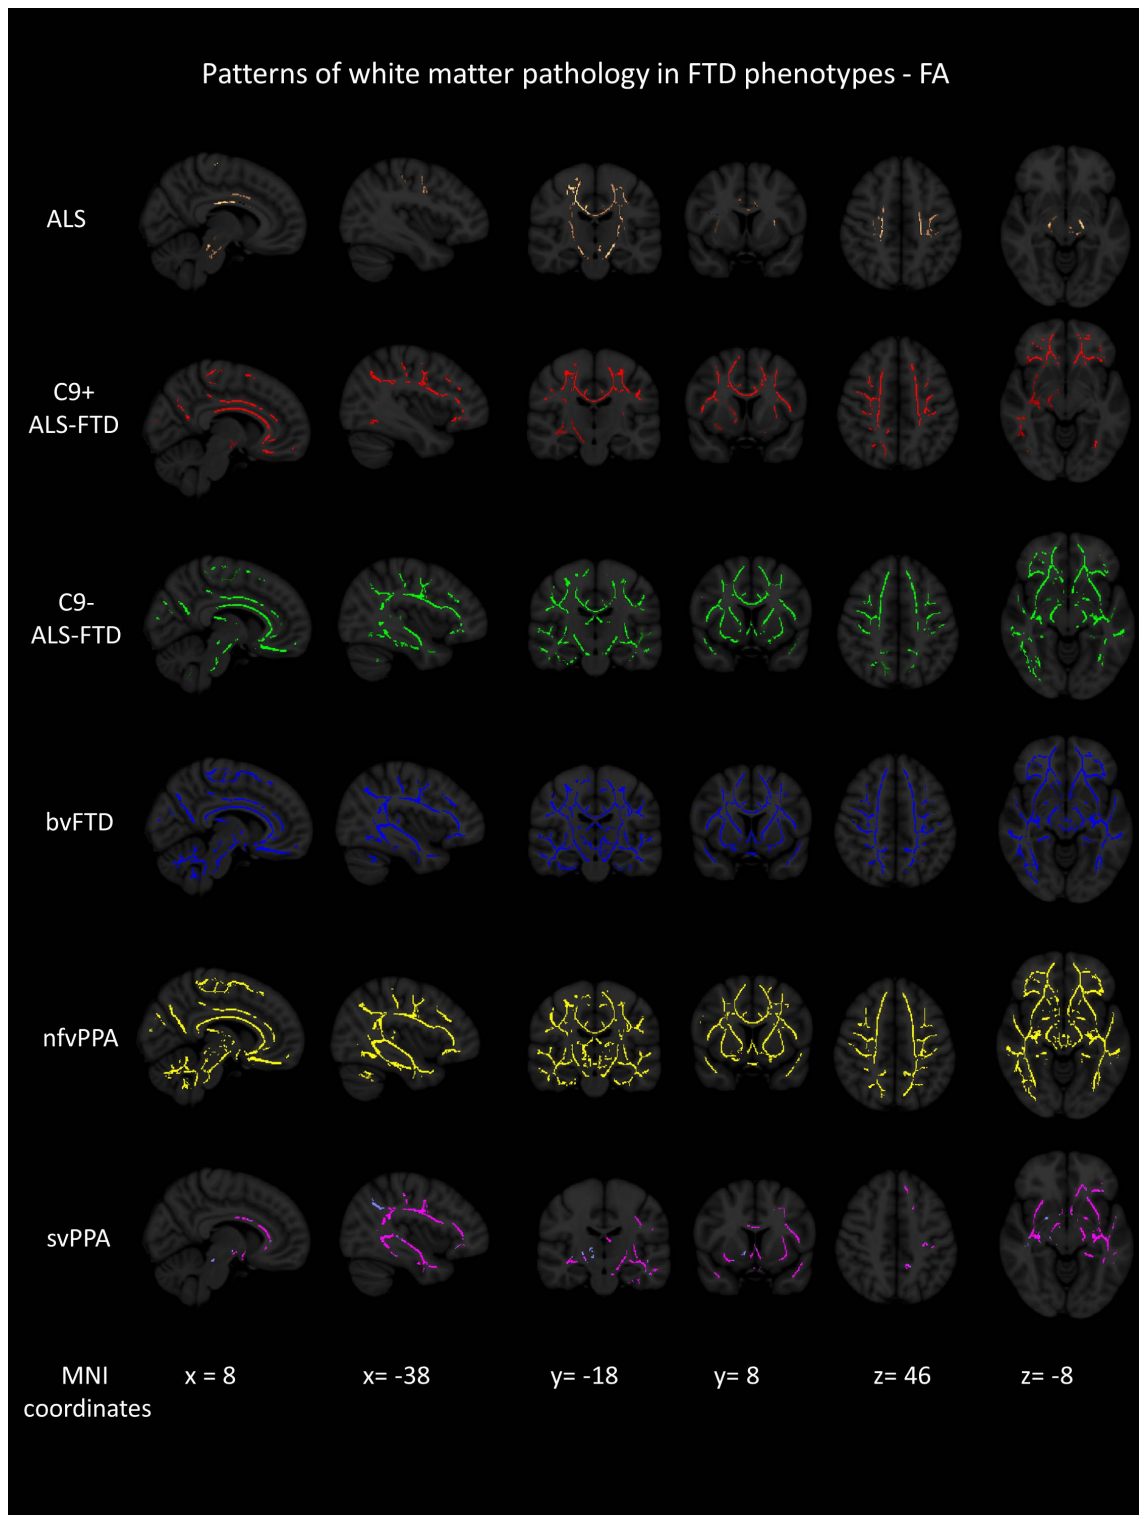 Patterns of white matter pathology in FTD phenotypes - FA
ALS
C9+
ALS-FTD
C9-
ALS-FTD
bvFTD
nfvPPA
svPPA
MNI
coordinates
x = 8
x= -38
y= -18
y= 8
z= 46
z= -8